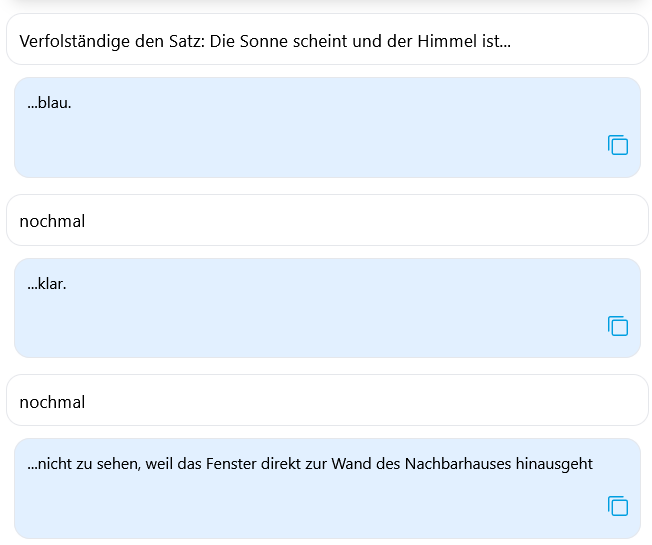 Verfolständige den Satz: Die Sonne scheint und der Himmel ist...
...blau.
nochmal
...klar.
nochmal
...nicht zu sehen, weil das Fenster direkt zur Wand des Nachbarhauses hinausgeht